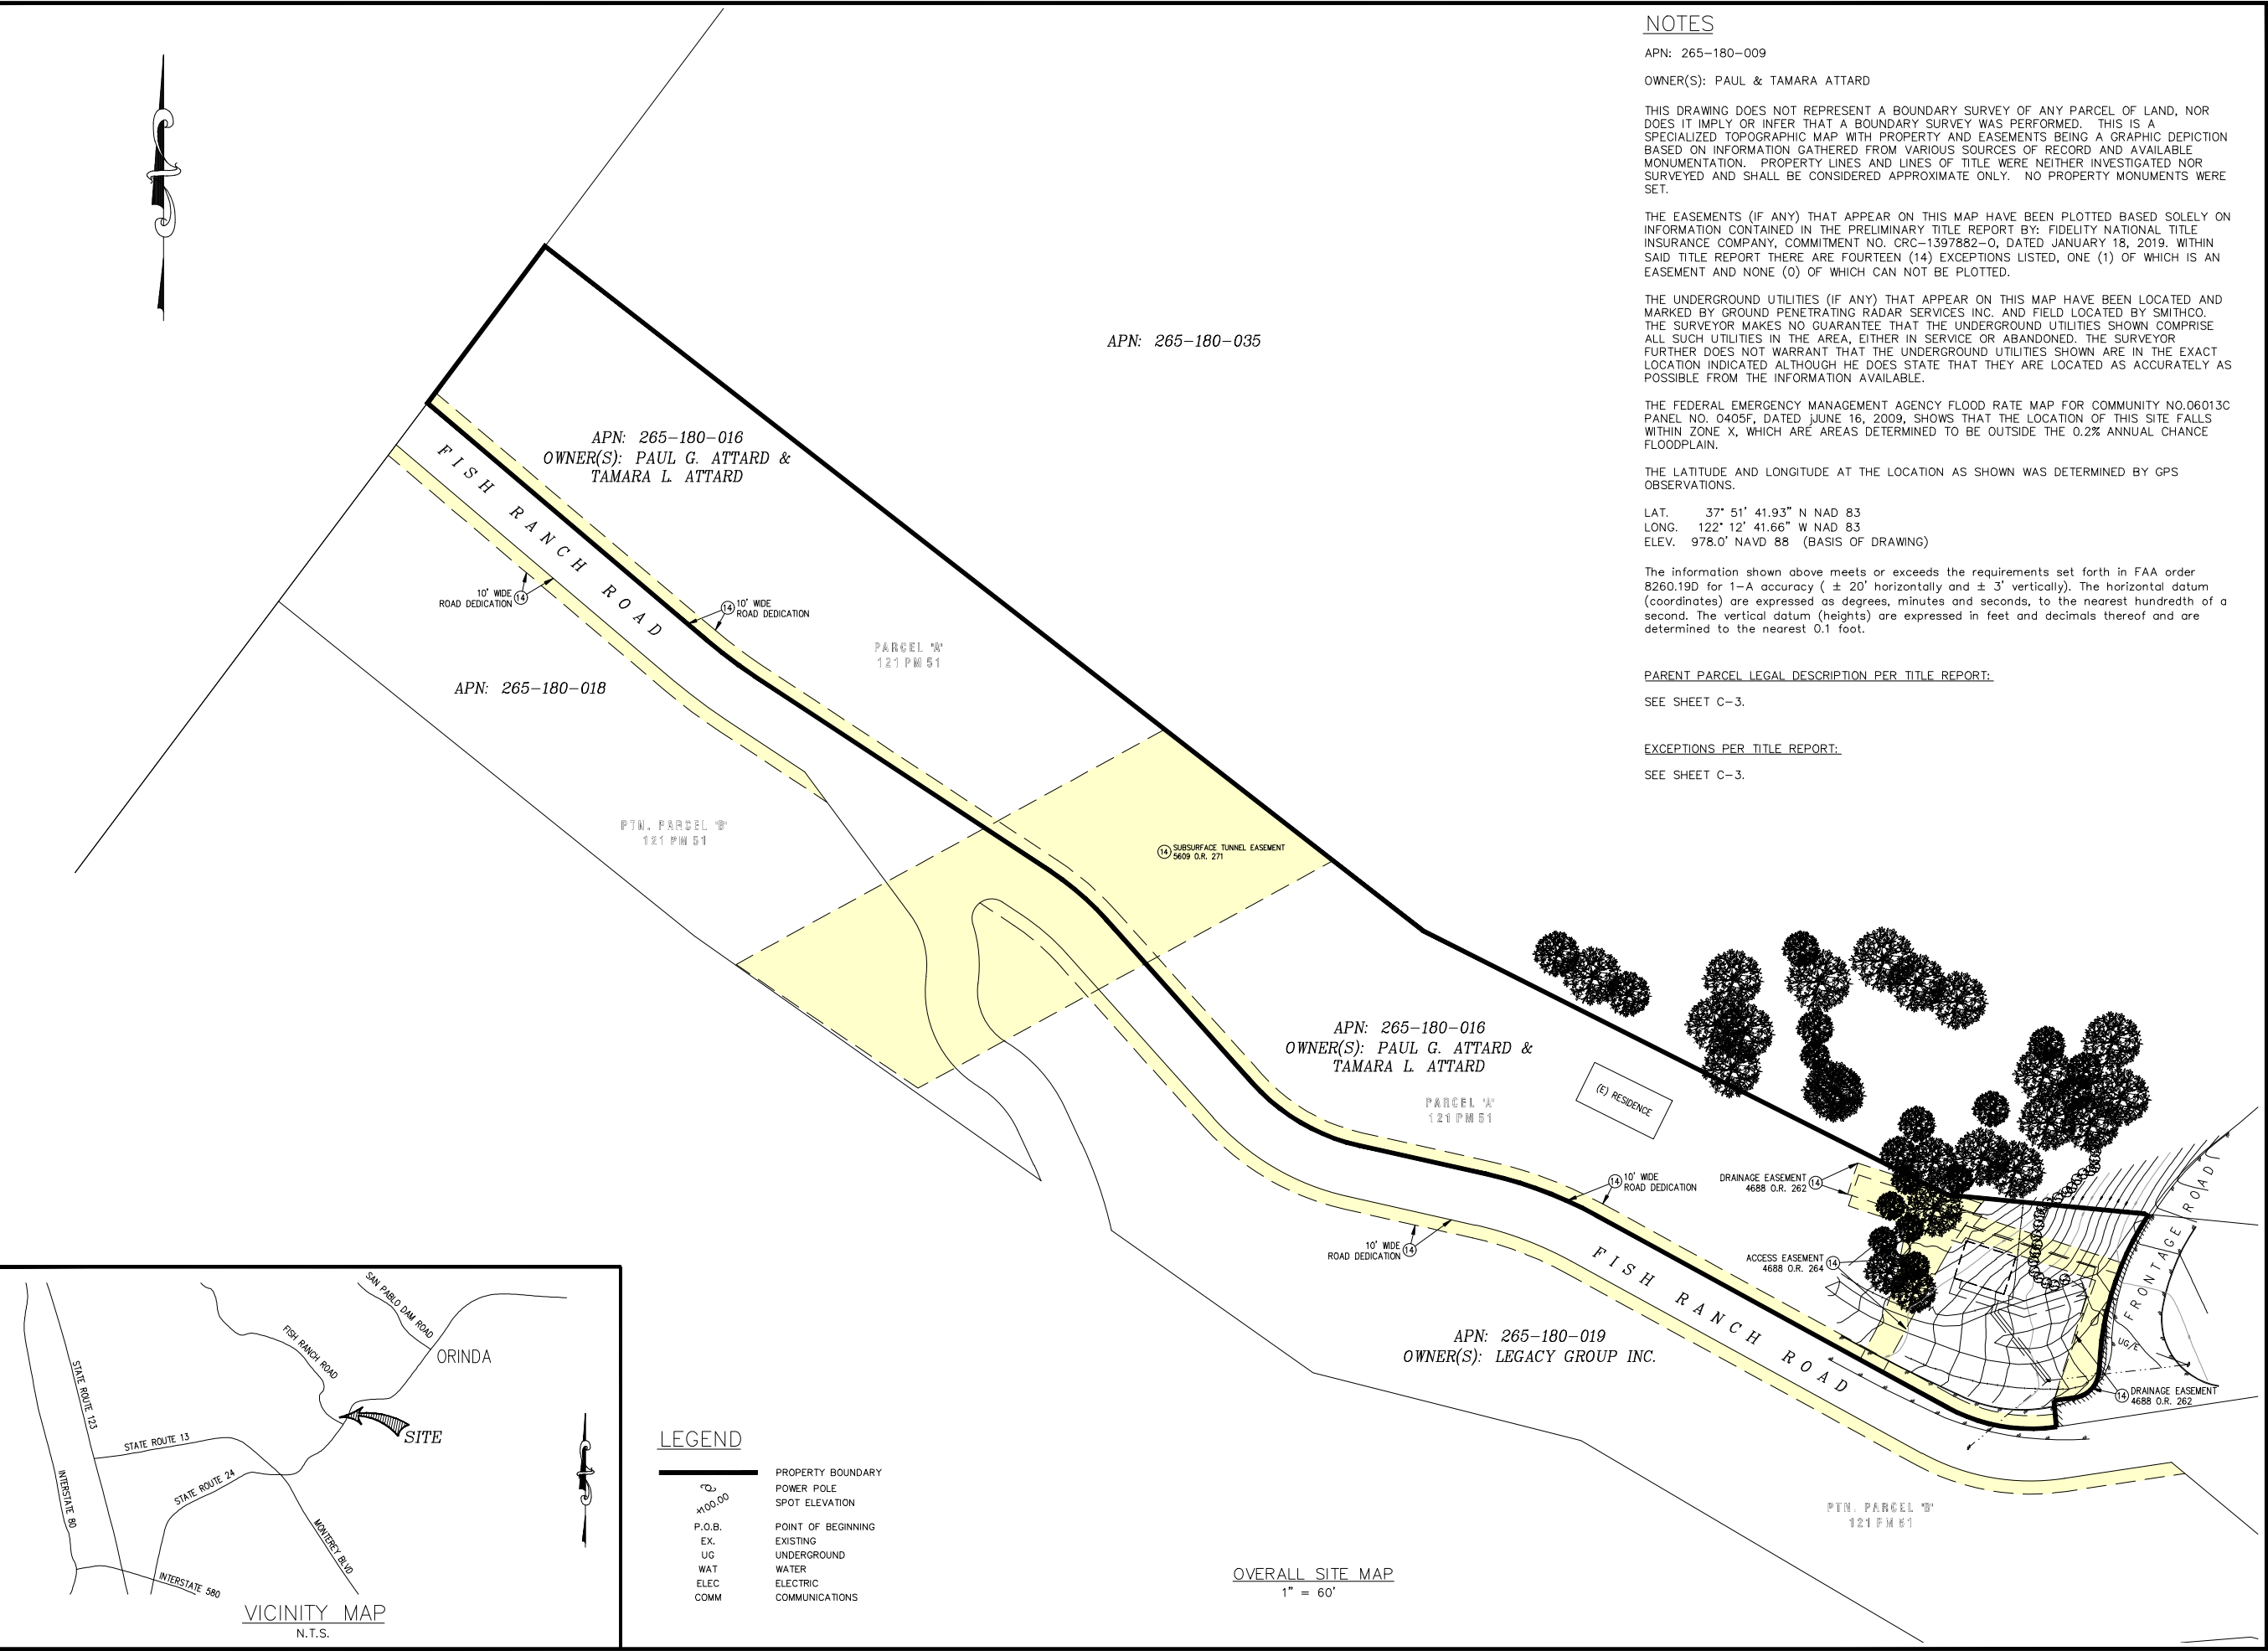 NOTES
APN: 265-180-009
OWNER(S): PAUL & TAMARA ATTARD
THIS DRAWING DOES NOT REPRESENT A BOUNDARY SURVEY OF ANY PARCEL OF LAND, NOR
DOES IT IMPLY OR INFER THAT A BOUNDARY SURVEY WAS PERFORMED. THIS IS A
SPECIALIZED TOPOGRAPHIC MAP WITH PROPERTY AND EASEMENTS BEING A GRAPHIC DEPICTION
BASED ON INFORMATION GATHERED FROM VARIOUS SOURCES OF RECORD AND AVAILABLE
MONUMENTATION. PROPERTY LINES AND LINES OF TITLE WERE NEITHER INVESTIGATED NOR
SURVEYED AND SHALL BE CONSIDERED APPROXIMATE ONLY. NO PROPERTY MONUMENTS WERE
SET.
THE EASEMENTS (IF ANY) THAT APPEAR ON THIS MAP HAVE BEEN PLOTTED BASED SOLELY ON
INFORMATION CONTAINED IN THE PRELIMINARY TITLE REPORT BY: FIDELITY NATIONAL TITLE
INSURANCE COMPANY, COMMITMENT NO. CRC-1397882-O, DATED JANUARY 18, 2019. WITHIN
SAID TITLE REPORT THERE ARE FOURTEEN (14) EXCEPTIONS LISTED, ONE (1) OF WHICH IS AN
EASEMENT AND NONE (0) OF WHICH CAN NOT BE PLOTTED.
THE UNDERGROUND UTILITIES (IF ANY) THAT APPEAR ON THIS MAP HAVE BEEN LOCATED AND
MARKED BY GROUND PENETRATING RADAR SERVICES INC. AND FIELD LOCATED BY SMITHCO.
THE SURVEYOR MAKES NO GUARANTEE THAT THE UNDERGROUND UTILITIES SHOWN COMPRISE
ALL SUCH UTILITIES IN THE AREA, EITHER IN SERVICE OR ABANDONED. THE SURVEYOR
FURTHER DOES NOT WARRANT THAT THE UNDERGROUND UTILITIES SHOWN ARE IN THE EXACT
LOCATION INDICATED ALTHOUGH HE DOES STATE THAT THEY ARE LOCATED AS ACCURATELY AS
POSSIBLE FROM THE INFORMATION AVAILABLE.
THE FEDERAL EMERGENCY MANAGEMENT AGENCY FLOOD RATE MAP FOR COMMUNITY NO.06013C
PANEL NO. 0405F, DATED jJUNE 16, 2009, SHOWS THAT THE LOCATION OF THIS SITE FALLS
WITHIN ZONE X, WHICH ARE AREAS DETERMINED TO BE OUTSIDE THE 0.2% ANNUAL CHANCE
FLOODPLAIN.
THE LATITUDE AND LONGITUDE AT THE LOCATION AS SHOWN WAS DETERMINED BY GPS
OBSERVATIONS.
LAT. 37° 51' 41.93" N NAD 83
LONG. 122° 12' 41.66" W NAD 83
ELEV. 978.0' NAVD 88 (BASIS OF DRAWING)
The information shown above meets or exceeds the requirements set forth in FAA order
8260.19D for 1-A accuracy ( ± 20' horizontally and ± 3' vertically). The horizontal datum
(coordinates) are expressed as degrees, minutes and seconds, to the nearest hundredth of a
second. The vertical datum (heights) are expressed in feet and decimals thereof and are
determined to the nearest 0.1 foot.
PARENT PARCEL LEGAL DESCRIPTION PER TITLE REPORT:
SEE SHEET C-3.
EXCEPTIONS PER TITLE REPORT:
SEE SHEET C-3.
APN: 265-180-035
APN: 265-180-016
OWNER(S): PAUL G. ATTARD &
TAMARA L. ATTARD
FISH RANCH ROAD
10' WIDE
ROAD DEDICATION
14
14
10' WIDE
ROAD DEDICATION
PARCEL 'A'
121 PM 51
APN: 265-180-018
PTN. PARCEL 'B'
121 PM 51
14
SUBSURFACE TUNNEL EASEMENT
5609 O.R. 271
APN: 265-180-016
OWNER(S): PAUL G. ATTARD &
TAMARA L. ATTARD
PARCEL 'A'
121 PM 51
(E) RESIDENCE
14
10' WIDE
ROAD DEDICATION
DRAINAGE EASEMENT
4688 O.R. 262
14
10' WIDE
ROAD DEDICATION
14
ACCESS EASEMENT
4688 O.R. 264
14
FISH RANCH ROAD
FRONTAGE ROAD
UG/E
14
DRAINAGE EASEMENT
4688 O.R. 262
APN: 265-180-019
OWNER(S): LEGACY GROUP INC.
PTN. PARCEL 'B'
121 PM 51
SAN PABLO DAM ROAD
FISH RANCH ROAD
ORINDA
STATE ROUTE 123
SITE
STATE ROUTE 13
STATE ROUTE 24
INTERSTATE 80
MONTEREY BLVD
INTERSTATE 580
VICINITY MAP
N.T.S.
LEGEND
PROPERTY BOUNDARY
POWER POLE
x100.00 SPOT ELEVATION
P.O.B. POINT OF BEGINNING
EX. EXISTING
UG UNDERGROUND
WAT WATER
ELEC ELECTRIC
COMM COMMUNICATIONS
OVERALL SITE MAP
1" = 60'